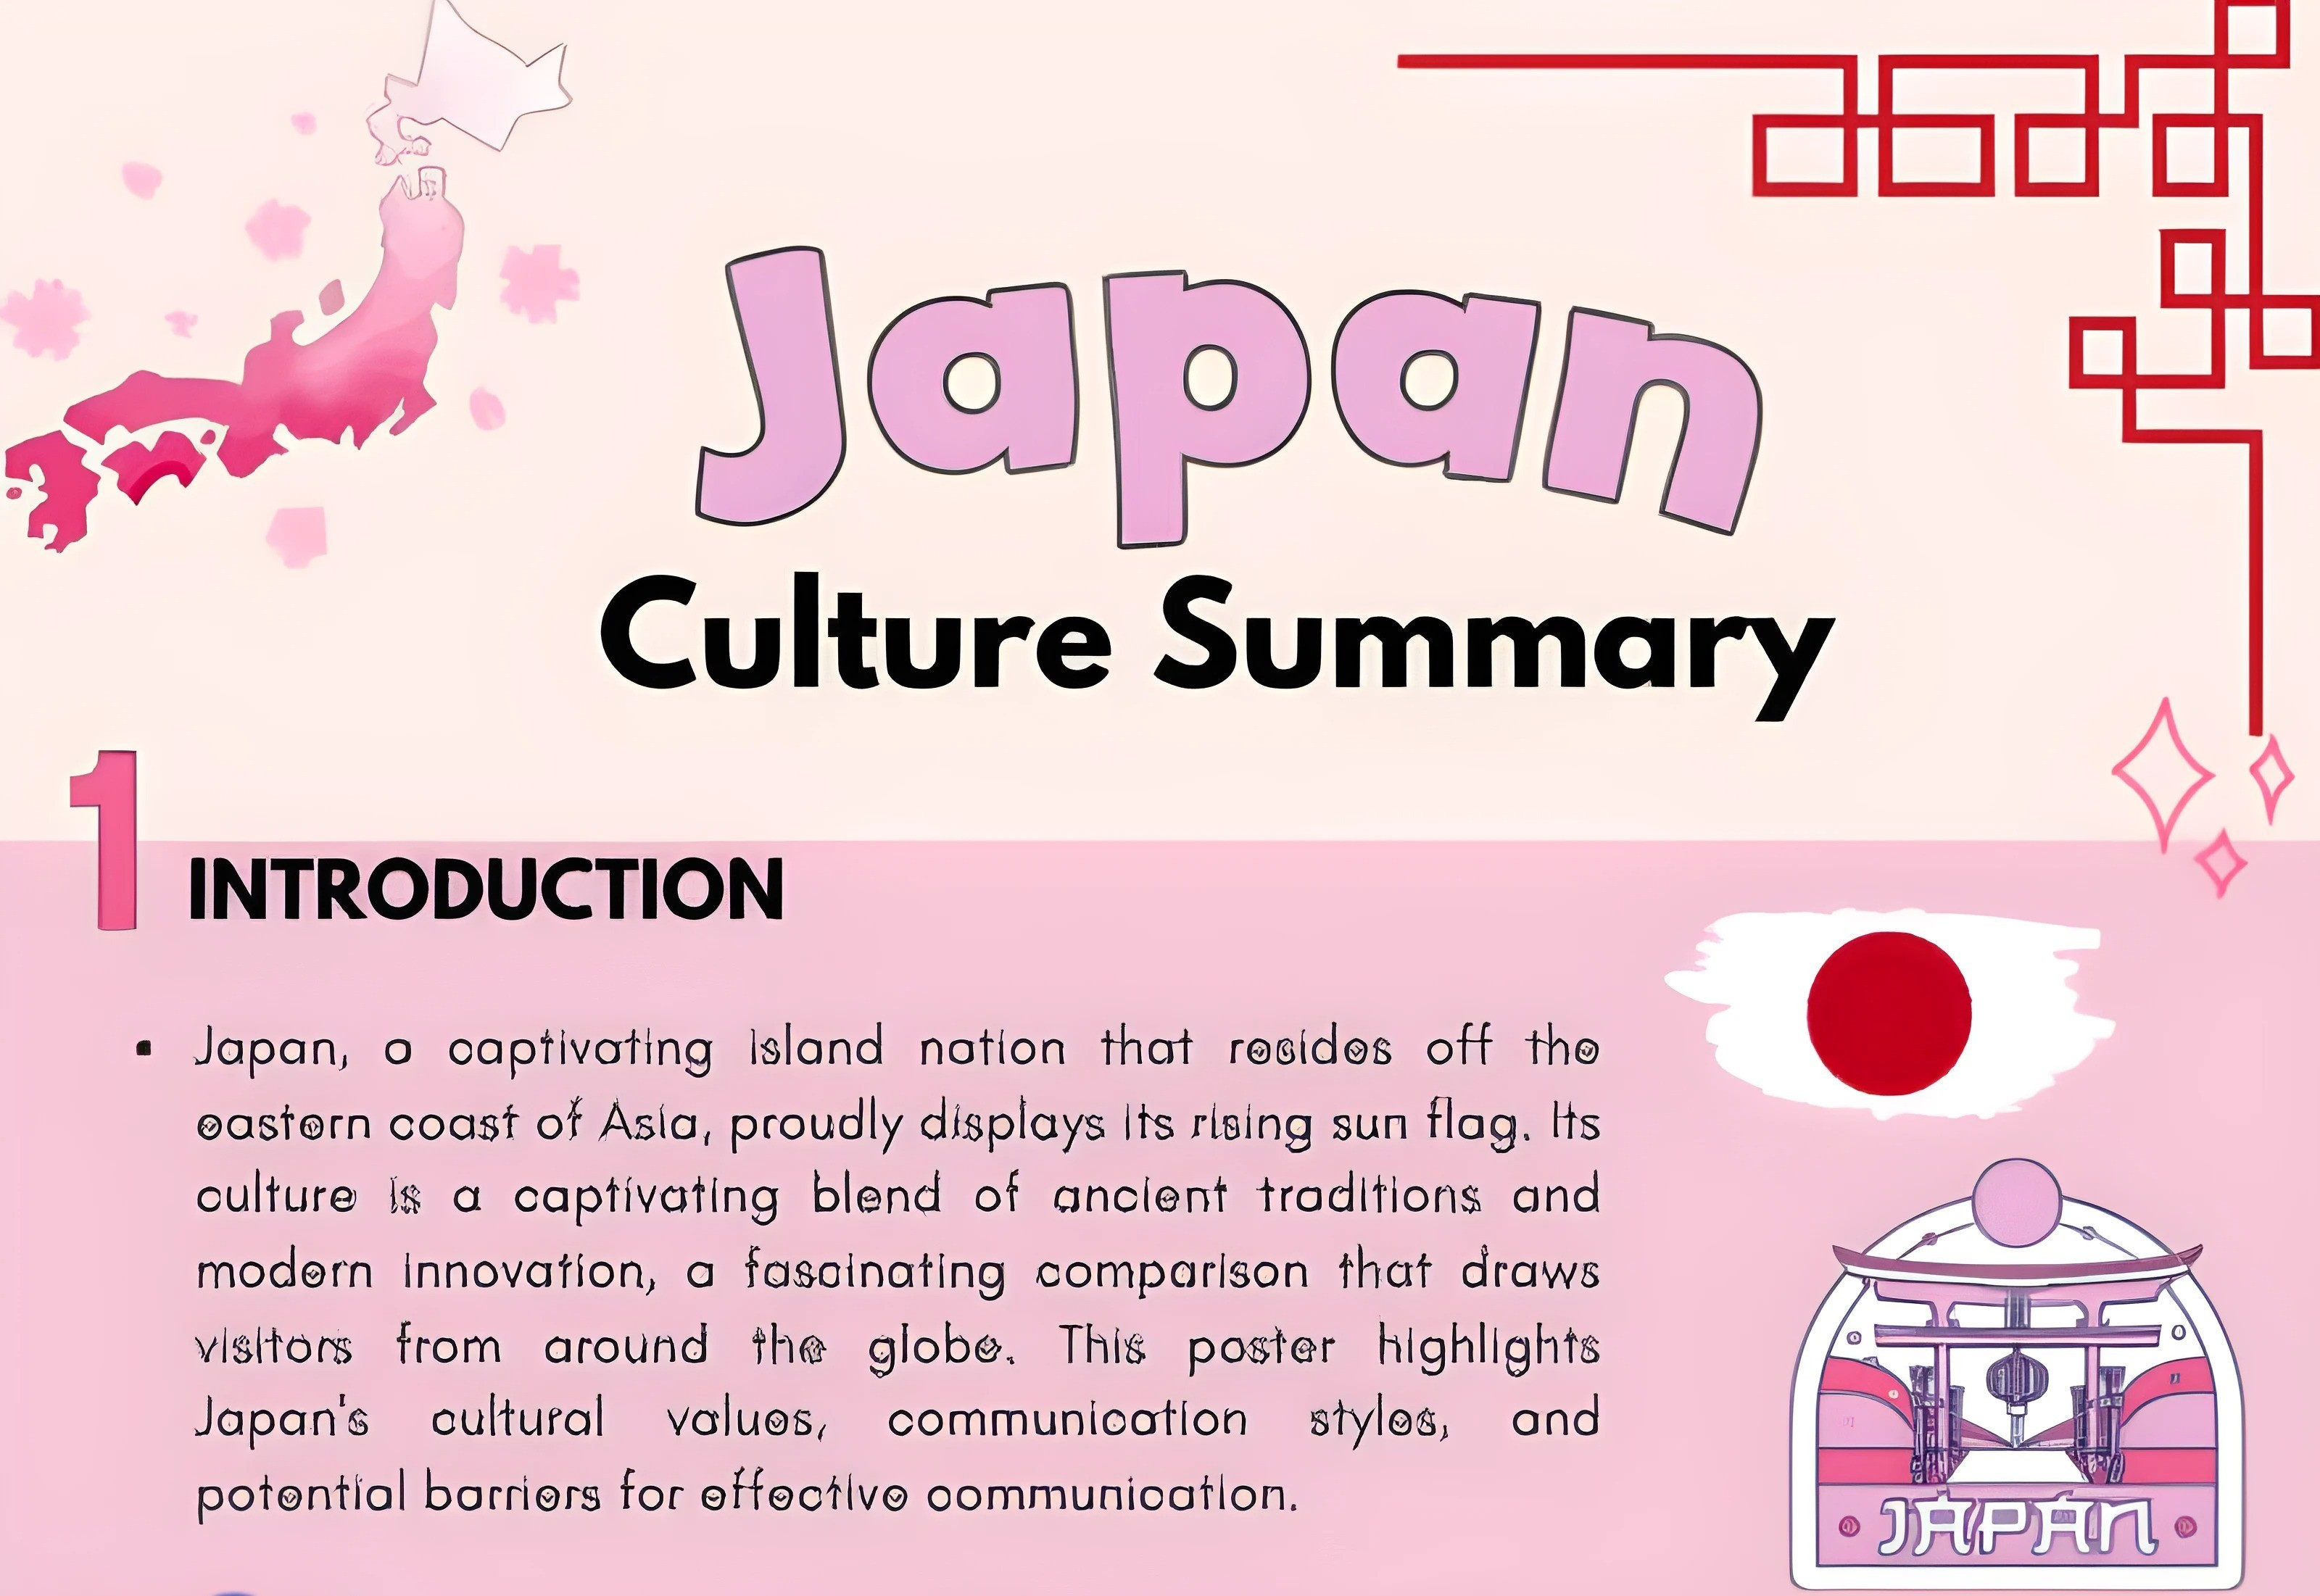 Japan
Culture Summary
1 INTRODUCTION
• Japan, a captivating island nation that resides off the
eastern coast of Asia, proudly displays its rising sun flag. Its
culture is a captivating blend of ancient traditions and
modern innovation, a fascinating comparison that draws
visitors from around the globe. This poster highlights
Japan's cultural values, communication styles, and
potential barriers for effective communication.
JAPAN